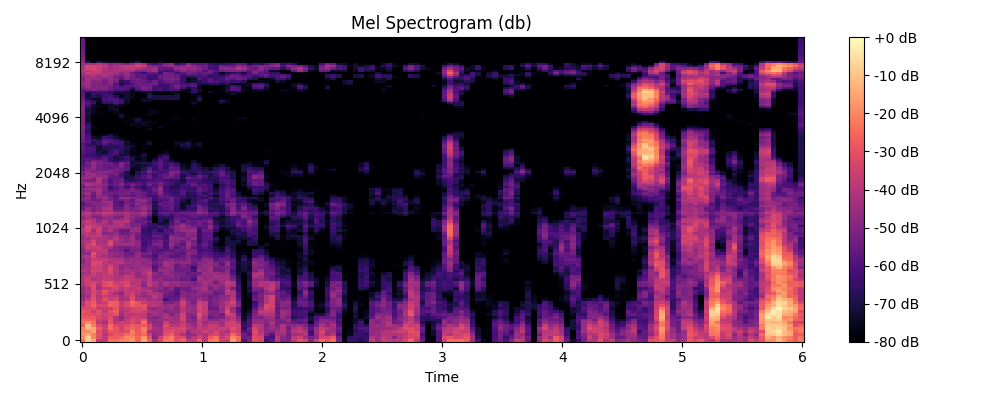 Mel Spectrogram (db)
Hz
8192
4096
2048
1024
512
0
0 1 2 3 4 5 6
Time
+0 dB
-10 dB
-20 dB
-30 dB
-40 dB
-50 dB
-60 dB
-70 dB
-80 dB